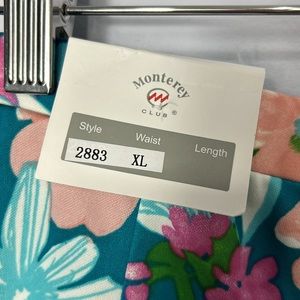 Monterey
CLUB ®
Style Waist Length
2883 XL